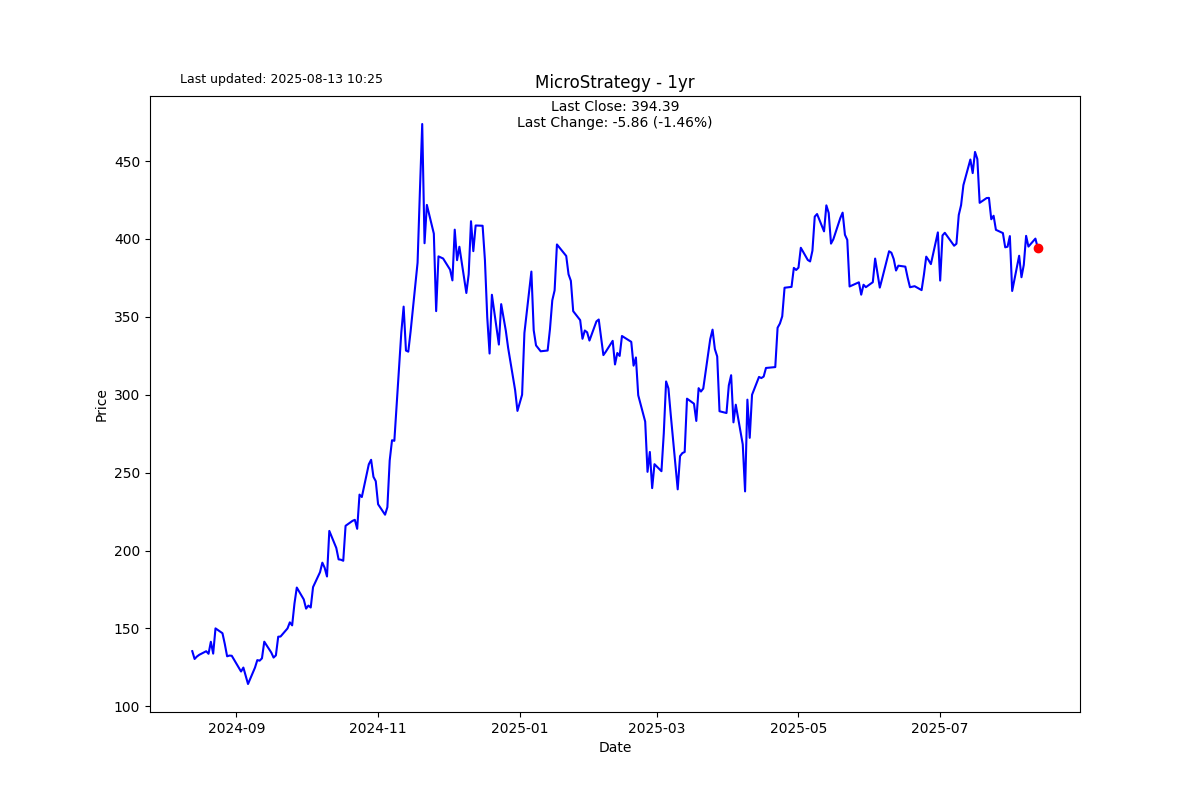 Last updated: 2025-08-13 10:25
MicroStrategy - 1yr
Last Close: 394.39
Last Change: -5.86 (-1.46%)
450
400
350
300
250
200
150
100
Price
2024-09
2024-11
2025-01
2025-03
2025-05
2025-07
Date